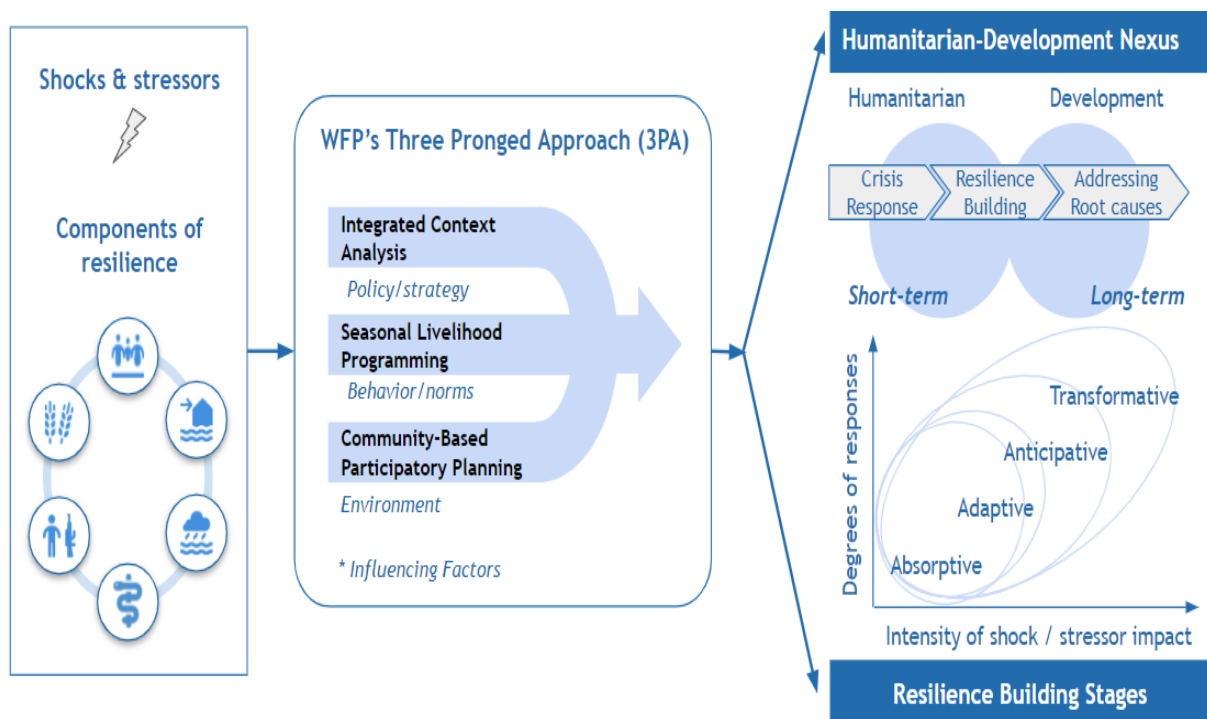 Shocks & stressors
Components of
resilience
WFP's Three Pronged Approach (3PA)
Integrated Context
Analysis
Policy/strategy
Seasonal Livelihood
Programming
Behavior/norms
Community-Based
Participatory Planning
Environment
* Influencing Factors
Humanitarian-Development Nexus
Humanitarian
Development
Crisis
Response
Resilience
Building
Addressing
Root causes
Short-term
Long-term
Degrees of responses
Transformative
Anticipative
Adaptive
Absorptive
Intensity of shock / stressor impact
Resilience Building Stages